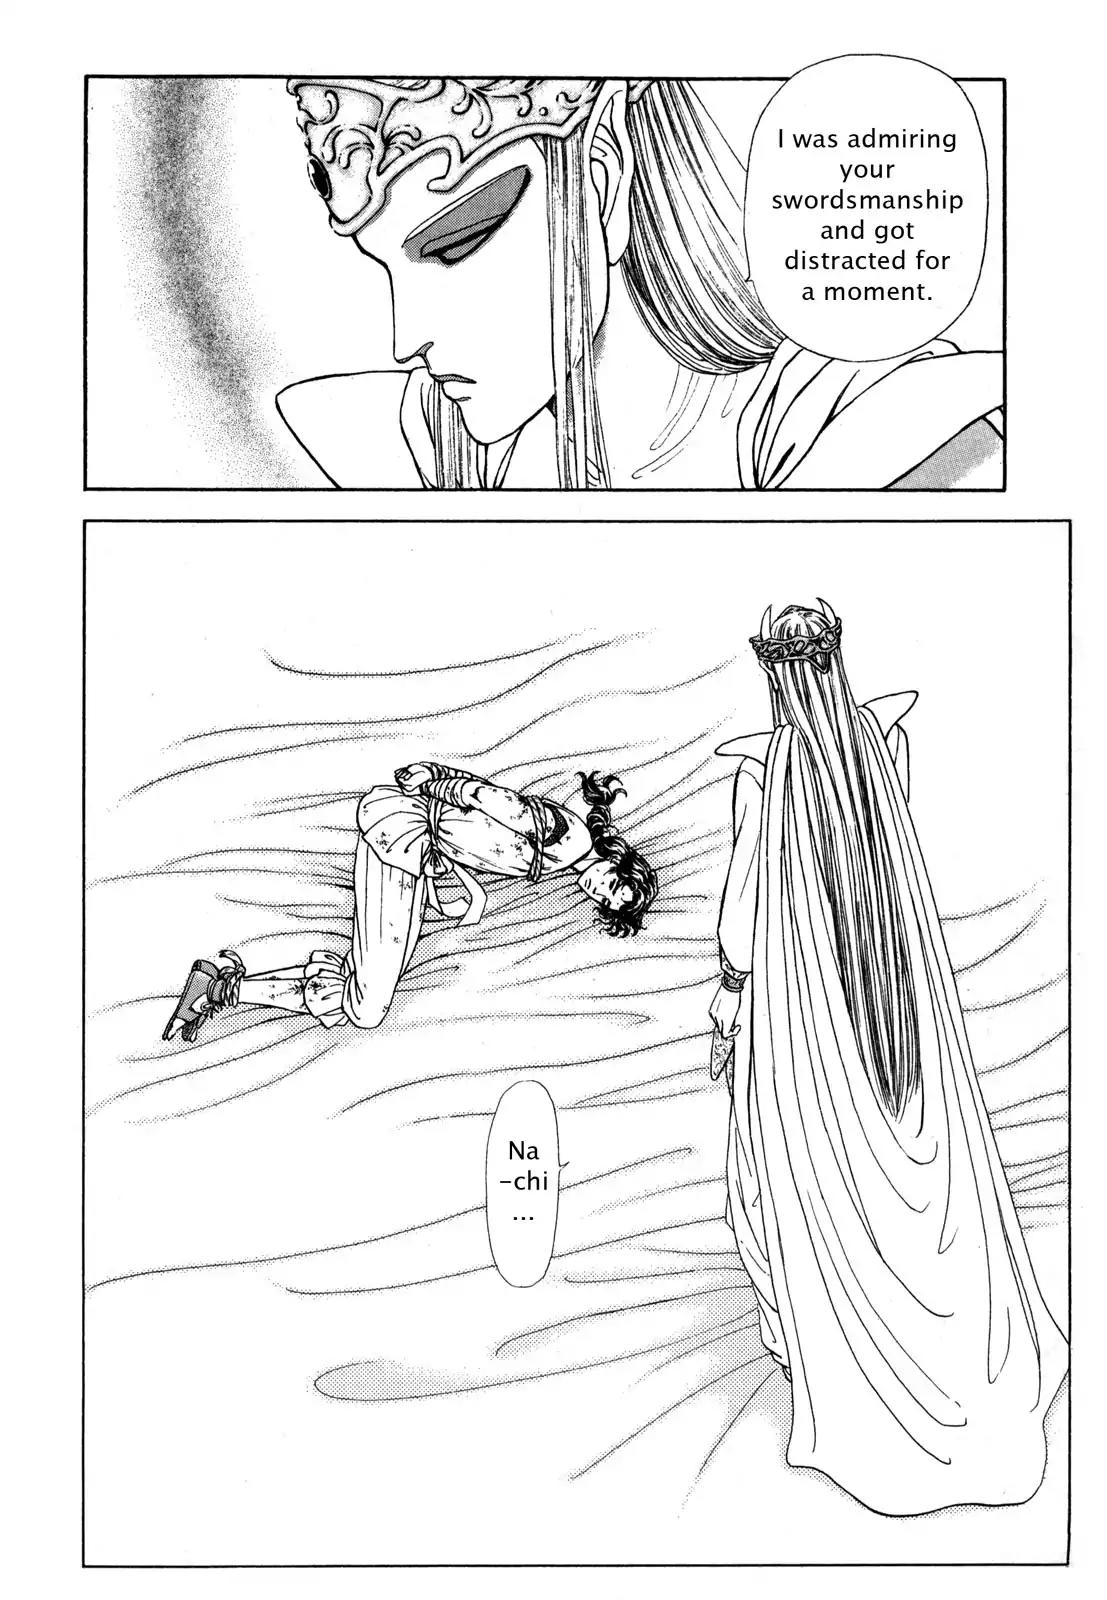 I was admiring
your
swordsmanship
and got
distracted for
a moment.
Na
-chi
...